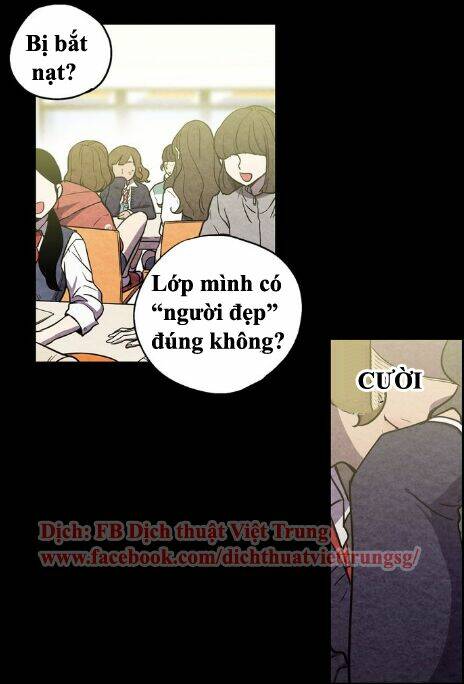 Bị bắt
nạt?
Lớp mình có
“người đẹp”
đúng không?
CƯỜI
Dịch: FB Dịch thuật Việt Trung
www.facebook.com/dichthuatviettrungsg/